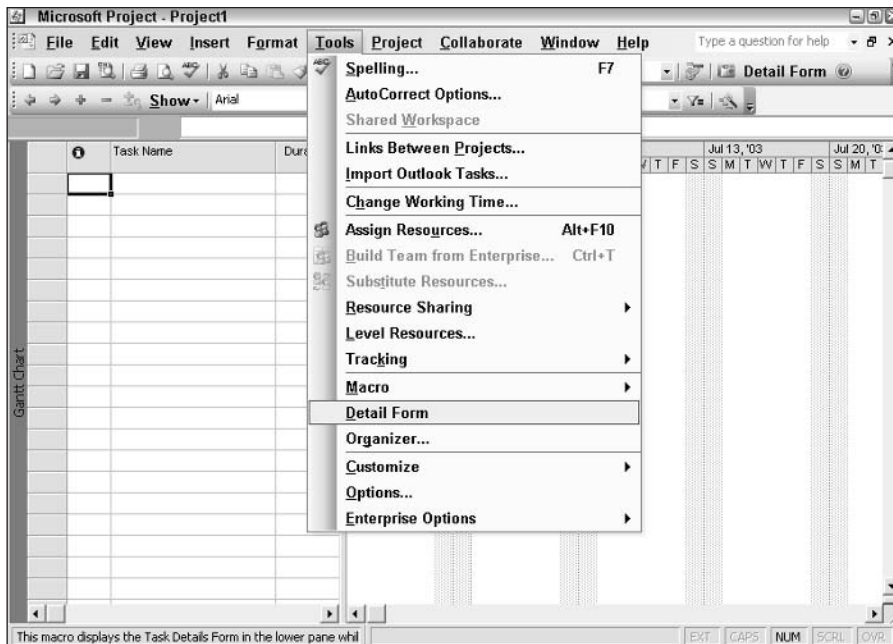 Microsoft Project - Project1
File Edit View Insert Format Tools Project Collaborate Window Help Type a question for help
Detail Form
Show Arial
Task Name Dura
Jul 13, '03 Jul 20, '0
T F S S M T W T F S S M T
Spelling... F7
AutoCorrect Options...
Shared Workspace
Links Between Projects...
Import Outlook Tasks...
Change Working Time...
Assign Resources... Alt+F10
Build Team from Enterprise... Ctrl+T
Substitute Resources...
Resource Sharing
Level Resources...
Tracking
Macro
Detail Form
Organizer...
Customize
Options...
Enterprise Options
Gantt Chart
This macro displays the Task Details Form in the lower pane whil
EXT CAPS NUM SCRL OVR